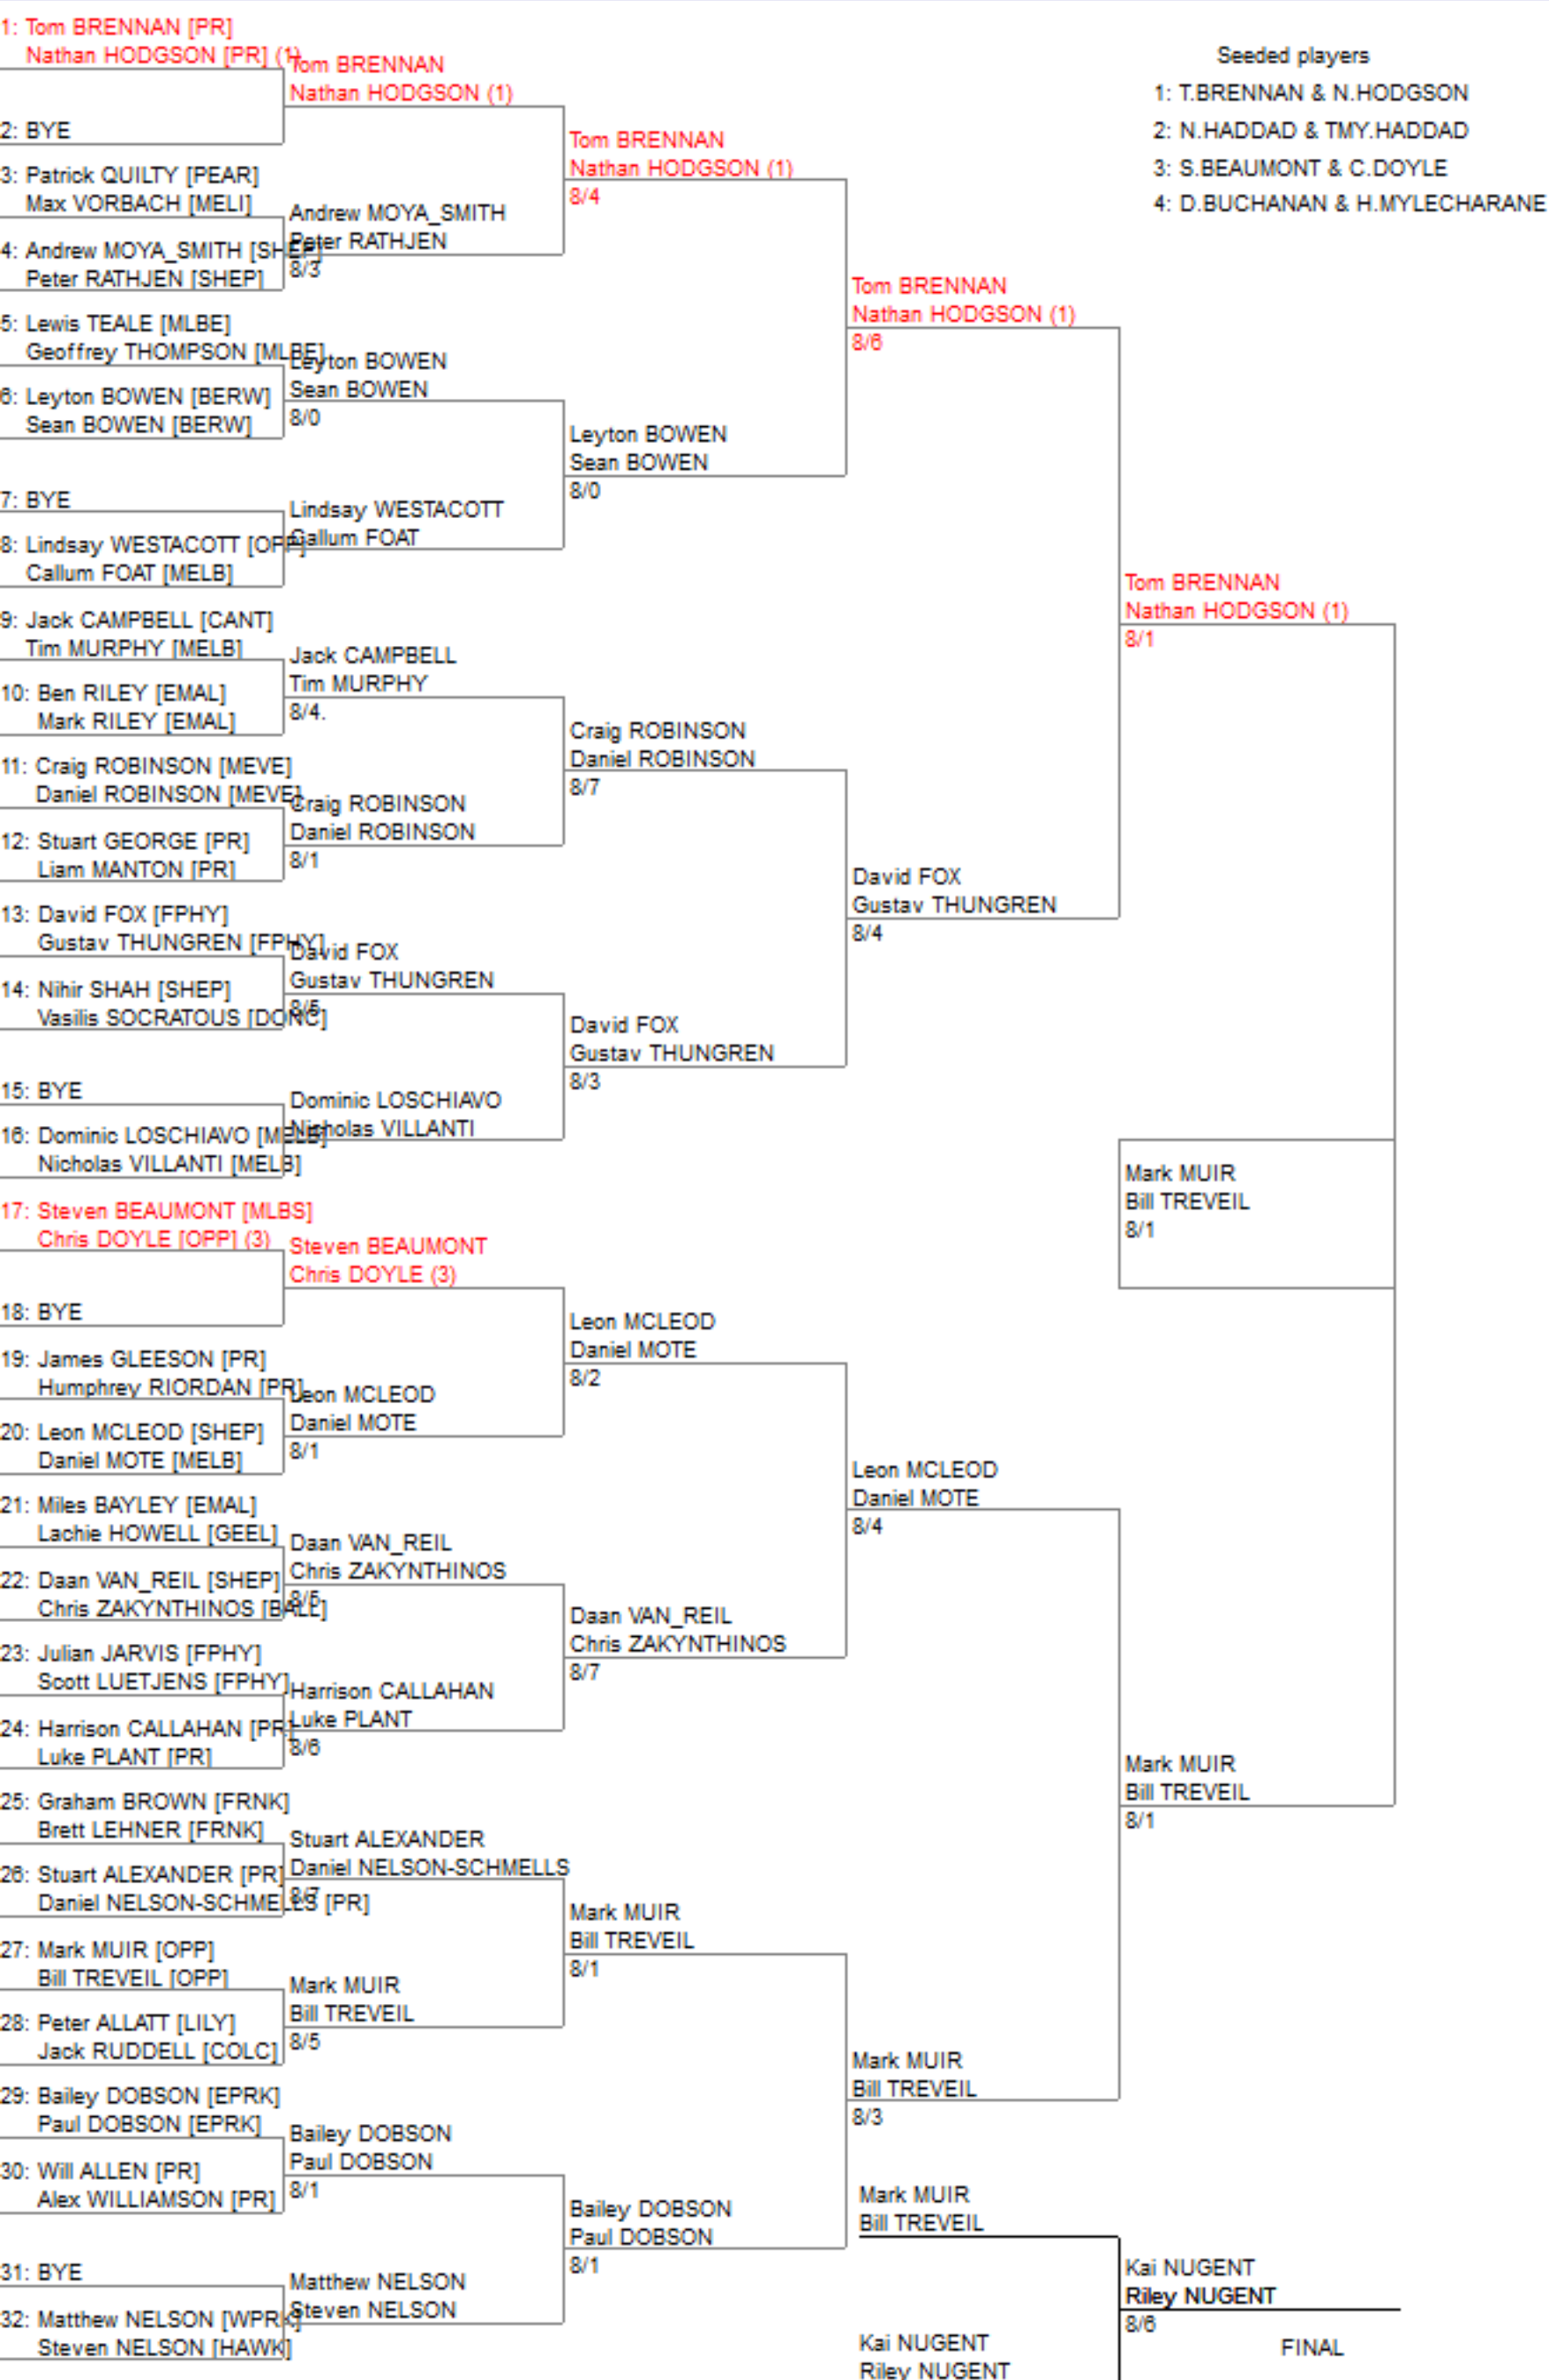 1: Tom BRENNAN [PR]
Nathan HODGSON [PR] (1)
2: BYE
3: Patrick QUILTY [PEAR]
Max VORBACH [MELI]
4: Andrew MOYA_SMITH [SHEP]
Peter RATHJEN [SHEP]
5: Lewis TEALE [MLBE]
Geoffrey THOMPSON [MLBE]
6: Leyton BOWEN [BERW]
Sean BOWEN [BERW]
7: BYE
8: Lindsay WESTACOTT [OPP]
Callum FOAT [MELB]
9: Jack CAMPBELL [CANT]
Tim MURPHY [MELB]
10: Ben RILEY [EMAL]
Mark RILEY [EMAL]
11: Craig ROBINSON [MEVE]
Daniel ROBINSON [MEVE]
12: Stuart GEORGE [PR]
Liam MANTON [PR]
13: David FOX [FPHY]
Gustav THUNGREN [FPHY]
14: Nihir SHAH [SHEP]
Vasilis SOCRATOUS [DONC]
15: BYE
16: Dominic LOSCHIAVO [MELB]
Nicholas VILLANTI [MELB]
17: Steven BEAUMONT [MLBS]
Chris DOYLE [OPP] (3)
18: BYE
19: James GLEESON [PR]
Humphrey RIORDAN [PR]
20: Leon MCLEOD [SHEP]
Daniel MOTE [MELB]
21: Miles BAYLEY [EMAL]
Lachie HOWELL [GEEL]
22: Daan VAN_REIL [SHEP]
Chris ZAKYNTHINOS [BALL]
23: Julian JARVIS [FPHY]
Scott LUETJENS [FPHY]
24: Harrison CALLAHAN [PR]
Luke PLANT [PR]
25: Graham BROWN [FRNK]
Brett LEHNER [FRNK]
26: Stuart ALEXANDER [PR]
Daniel NELSON-SCHMELLS [PR]
27: Mark MUIR [OPP]
Bill TREVEIL [OPP]
28: Peter ALLATT [LILY]
Jack RUDDELL [COLC]
29: Bailey DOBSON [EPRK]
Paul DOBSON [EPRK]
30: Will ALLEN [PR]
Alex WILLIAMSON [PR]
31: BYE
32: Matthew NELSON [WPRK]
Steven NELSON [HAWK]
Tom BRENNAN
Nathan HODGSON (1)
Andrew MOYA_SMITH
Peter RATHJEN
8/3
Leyton BOWEN
Sean BOWEN
8/0
Lindsay WESTACOTT
Callum FOAT
Jack CAMPBELL
Tim MURPHY
8/4.
Craig ROBINSON
Daniel ROBINSON
8/1
David FOX
Gustav THUNGREN
8/5
Dominic LOSCHIAVO
Nicholas VILLANTI
Steven BEAUMONT
Chris DOYLE (3)
Leon MCLEOD
Daniel MOTE
8/1
Daan VAN_REIL
Chris ZAKYNTHINOS
8/5
Harrison CALLAHAN
Luke PLANT
8/6
Stuart ALEXANDER
Daniel NELSON-SCHMELLS
8/7
Mark MUIR
Bill TREVEIL
8/5
Bailey DOBSON
Paul DOBSON
8/1
Matthew NELSON
Steven NELSON
Tom BRENNAN
Nathan HODGSON (1)
8/4
Leyton BOWEN
Sean BOWEN
8/0
Craig ROBINSON
Daniel ROBINSON
8/7
David FOX
Gustav THUNGREN
8/3
Leon MCLEOD
Daniel MOTE
8/2
Daan VAN_REIL
Chris ZAKYNTHINOS
8/7
Mark MUIR
Bill TREVEIL
8/1
Bailey DOBSON
Paul DOBSON
8/1
Tom BRENNAN
Nathan HODGSON (1)
8/6
David FOX
Gustav THUNGREN
8/4
Leon MCLEOD
Daniel MOTE
8/4
Mark MUIR
Bill TREVEIL
8/3
Seeded players
1: T.BRENNAN & N.HODGSON
2: N.HADDAD & TMY.HADDAD
3: S.BEAUMONT & C.DOYLE
4: D.BUCHANAN & H.MYLECHARANE
Tom BRENNAN
Nathan HODGSON (1)
8/1
Mark MUIR
Bill TREVEIL
8/1
Mark MUIR
Bill TREVEIL
8/1
Mark MUIR
Bill TREVEIL
Kai NUGENT
Riley NUGENT
Kai NUGENT
Riley NUGENT
8/6
FINAL